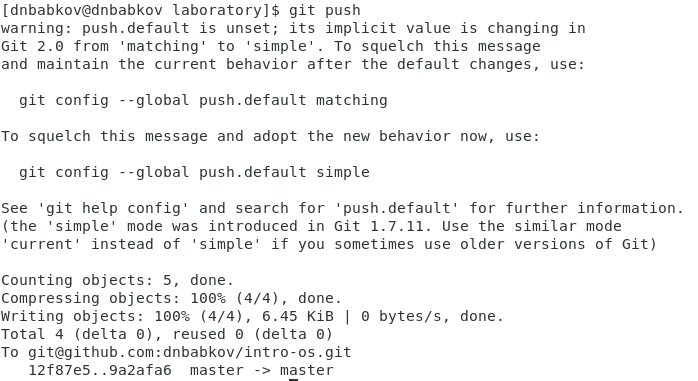 [dnbabkov@dnbabkov laboratory]$ git push
warning: push.default is unset; its implicit value is changing in
Git 2.0 from 'matching' to 'simple'. To squelch this message
and maintain the current behavior after the default changes, use:

  git config --global push.default matching

To squelch this message and adopt the new behavior now, use:

  git config --global push.default simple

See 'git help config' and search for 'push.default' for further information.
(the 'simple' mode was introduced in Git 1.7.11. Use the similar mode
'current' instead of 'simple' if you sometimes use older versions of Git)

Counting objects: 5, done.
Compressing objects: 100% (4/4), done.
Writing objects: 100% (4/4), 6.45 KiB | 0 bytes/s, done.
Total 4 (delta 0), reused 0 (delta 0)
To git@github.com:dnbabkov/intro-os.git
   12f87e5..9a2afa6  master -> master